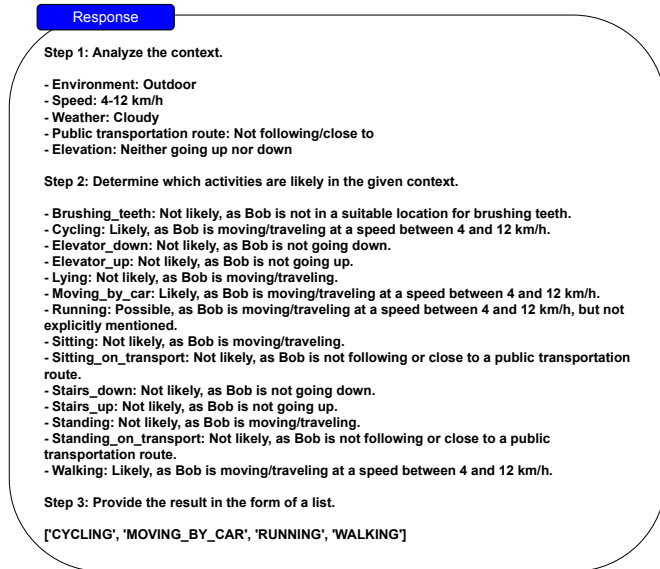 Response
Step 1: Analyze the context.
- Environment: Outdoor
- Speed: 4-12 km/h
- Weather: Cloudy
- Public transportation route: Not following/close to
- Elevation: Neither going up nor down
Step 2: Determine which activities are likely in the given context.
- Brushing_teeth: Not likely, as Bob is not in a suitable location for brushing teeth.
- Cycling: Likely, as Bob is moving/traveling at a speed between 4 and 12 km/h.
- Elevator_down: Not likely, as Bob is not going down.
- Elevator_up: Not likely, as Bob is not going up.
- Lying: Not likely, as Bob is moving/traveling.
- Moving_by_car: Likely, as Bob is moving/traveling at a speed between 4 and 12 km/h.
- Running: Possible, as Bob is moving/traveling at a speed between 4 and 12 km/h, but not
explicitly mentioned.
- Sitting: Not likely, as Bob is moving/traveling.
- Sitting_on_transport: Not likely, as Bob is not following or close to a public transportation
route.
- Stairs_down: Not likely, as Bob is not going down.
- Stairs_up: Not likely, as Bob is not going up.
- Standing: Not likely, as Bob is moving/traveling.
- Standing_on_transport: Not likely, as Bob is not following or close to a public
transportation route.
- Walking: Likely, as Bob is moving/traveling at a speed between 4 and 12 km/h.
Step 3: Provide the result in the form of a list.
['CYCLING', 'MOVING_BY_CAR', 'RUNNING', 'WALKING']